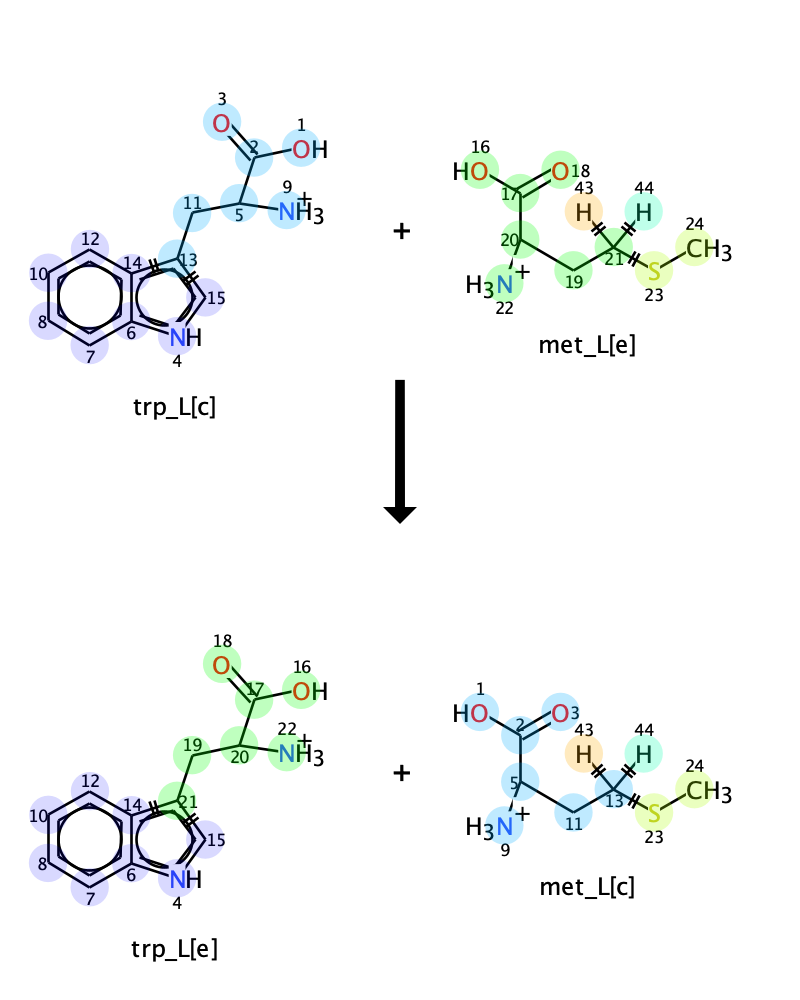 3
1
O
2
OH
9
11
5
NH3
+
12
13
14
10
15
8
6
NH
7
4
trp_L[c]
+
16
HO
O
18
17
43
44
H
H
24
20
CH3
21
+
S
H3N
19
23
22
met_L[e]
18
O
16
17
OH
22
19
20
NH3
+
12
21
14
10
15
8
6
NH
7
4
trp_L[e]
+
1
HO
O
3
2
43
44
H
H
24
5
CH3
13
+
S
H3N
11
23
9
met_L[c]